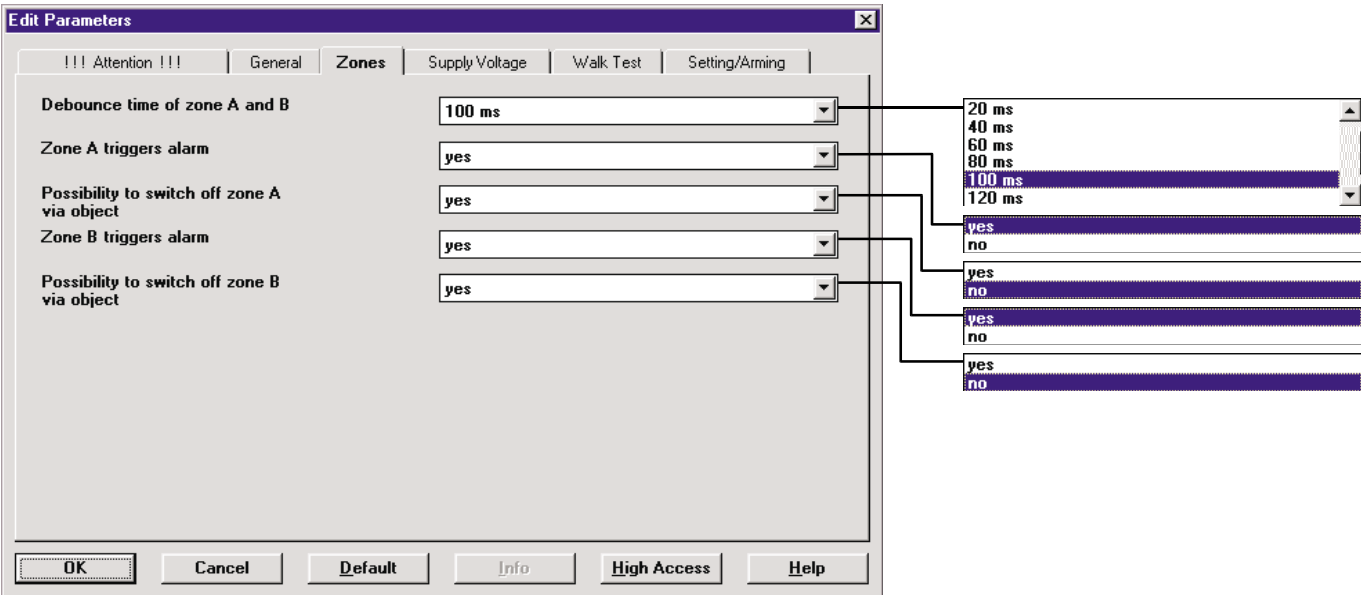 Edit Parameters
!!! Attention !!! General Zones Supply Voltage Walk Test Setting/Arming
Debounce time of zone A and B 100 ms
Zone A triggers alarm yes
Possibility to switch off zone A
via object yes
Zone B triggers alarm yes
Possibility to switch off zone B
via object yes
OK Cancel Default Info High Access Help
20 ms
40 ms
60 ms
80 ms
100 ms
120 ms
yes
no
yes
no
yes
no
yes
no